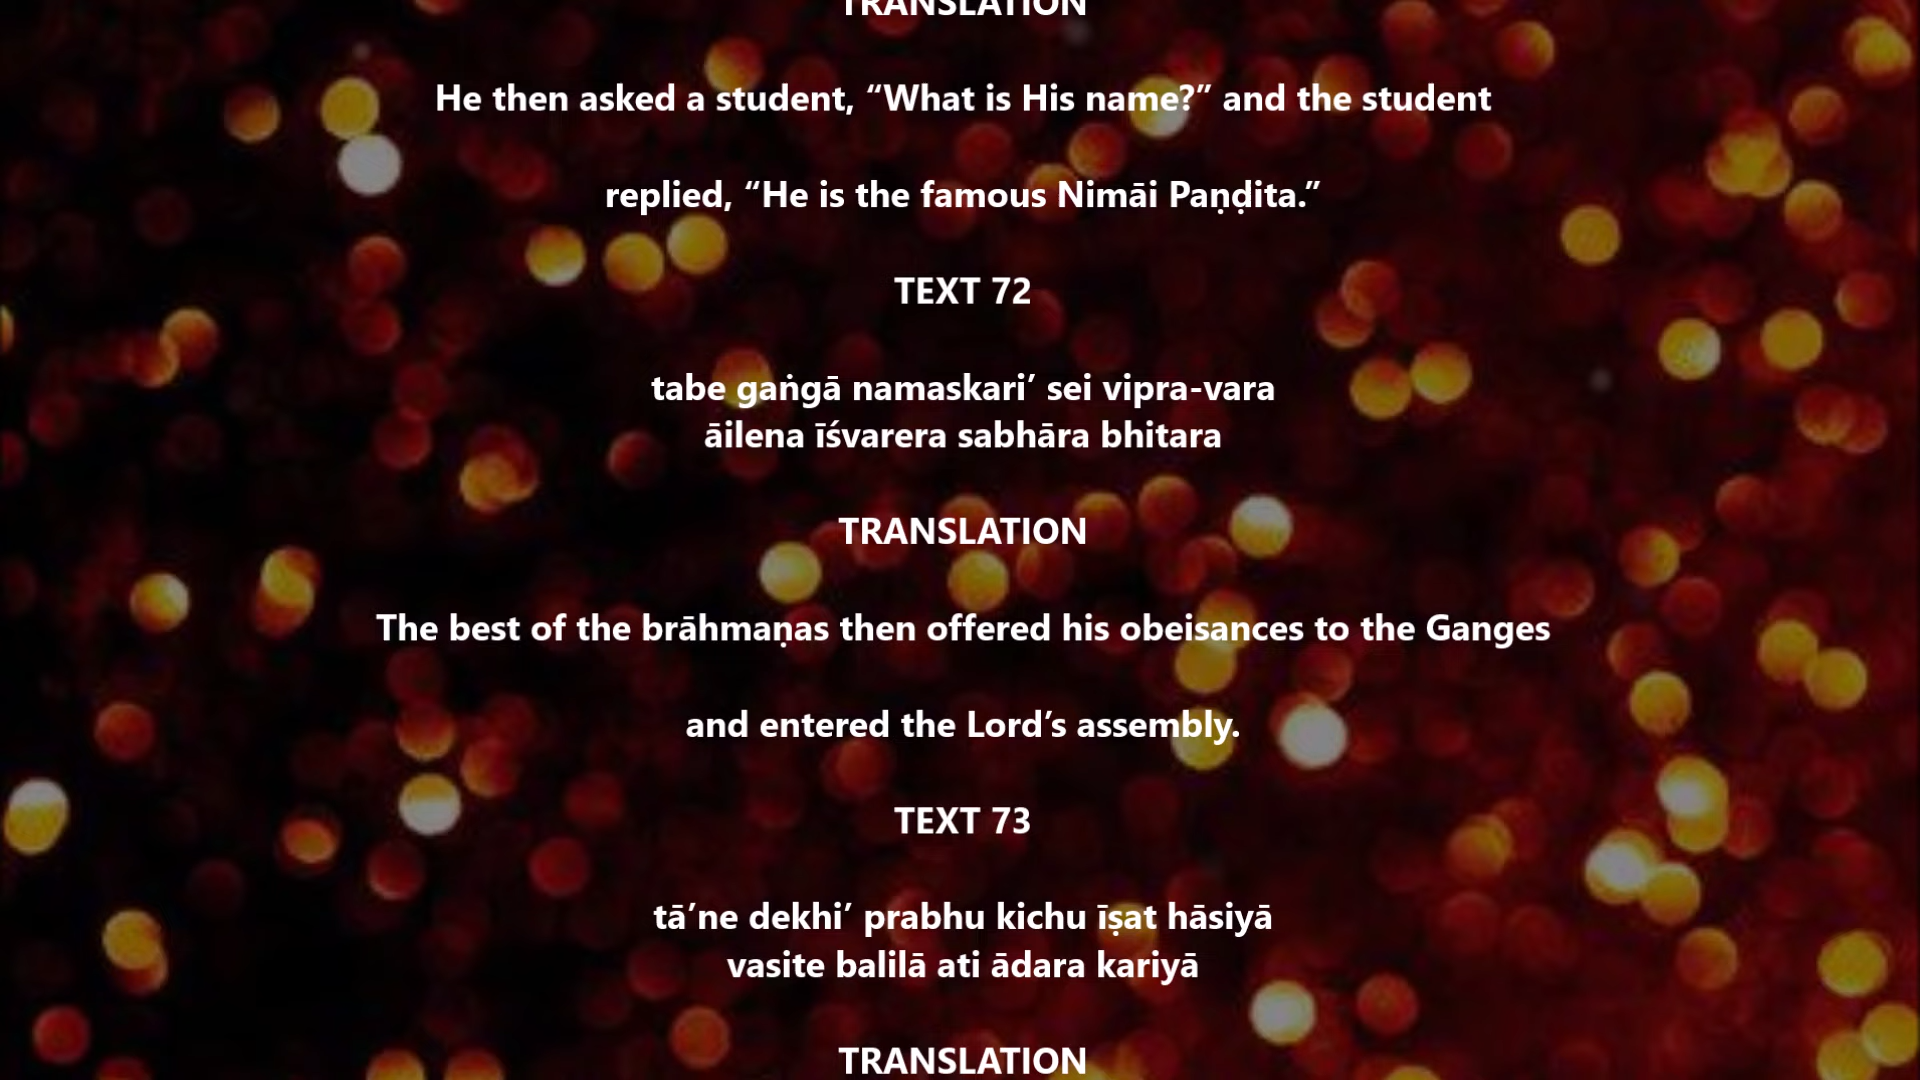 TRANSLATION
He then asked a student, “What is His name?” and the student
replied, “He is the famous Nimāi Paṇḍita.”
TEXT 72
tabe gaṅgā namaskari’ sei vipra-vara
āilena īśvarera sabhāra bhitara
TRANSLATION
The best of the brāhmaṇas then offered his obeisances to the Ganges
and entered the Lord’s assembly.
TEXT 73
tā’ne dekhi’ prabhu kichu īṣat hāsiyā
vasite balilā ati ādara kariyā
TRANSLATION